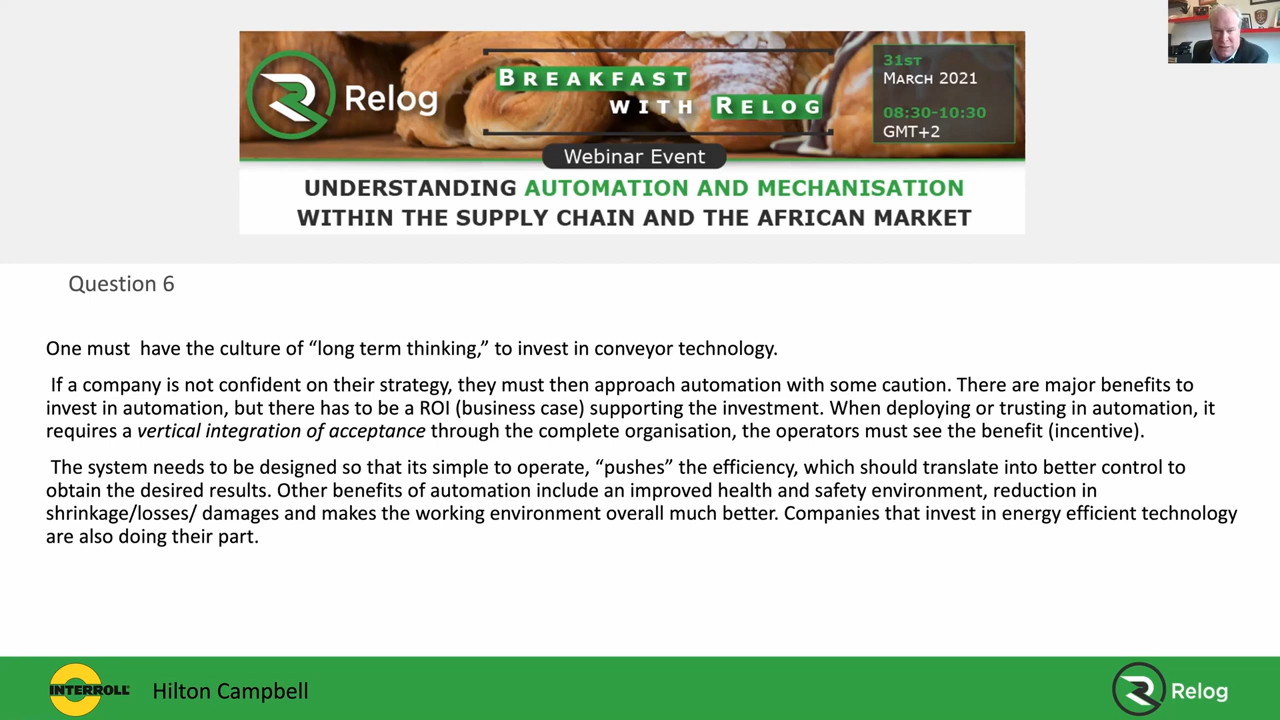 Relog
BREAKFAST
WITH RELOG
31ST
MARCH 2021
08:30-10:30
GMT+2
Webinar Event
UNDERSTANDING AUTOMATION AND MECHANISATION
WITHIN THE SUPPLY CHAIN AND THE AFRICAN MARKET
Question 6
One must  have the culture of “long term thinking,” to invest in conveyor technology.
If a company is not confident on their strategy, they must then approach automation with some caution. There are major benefits to
invest in automation, but there has to be a ROI (business case) supporting the investment. When deploying or trusting in automation, it
requires a vertical integration of acceptance through the complete organisation, the operators must see the benefit (incentive).
The system needs to be designed so that its simple to operate, “pushes” the efficiency, which should translate into better control to
obtain the desired results. Other benefits of automation include an improved health and safety environment, reduction in
shrinkage/losses/ damages and makes the working environment overall much better. Companies that invest in energy efficient technology
are also doing their part.
INTERROLL
Hilton Campbell
Relog